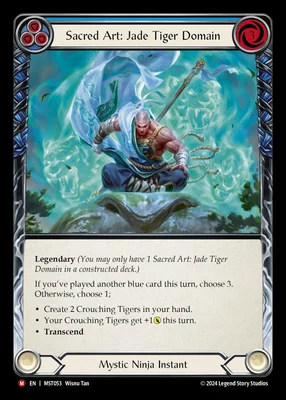 Sacred Art: Jade Tiger Domain
Legendary (You may only have 1 Sacred Art: Jade Tiger
Domain in a constructed deck.)
If you've played another blue card this turn, choose 3.
Otherwise, choose 1;
• Create 2 Crouching Tigers in your hand.
• Your Crouching Tigers get +1 this turn.
• Transcend
Mystic Ninja Instant
M EN | MST053 Wisnu Tan © 2024 Legend Story Studios